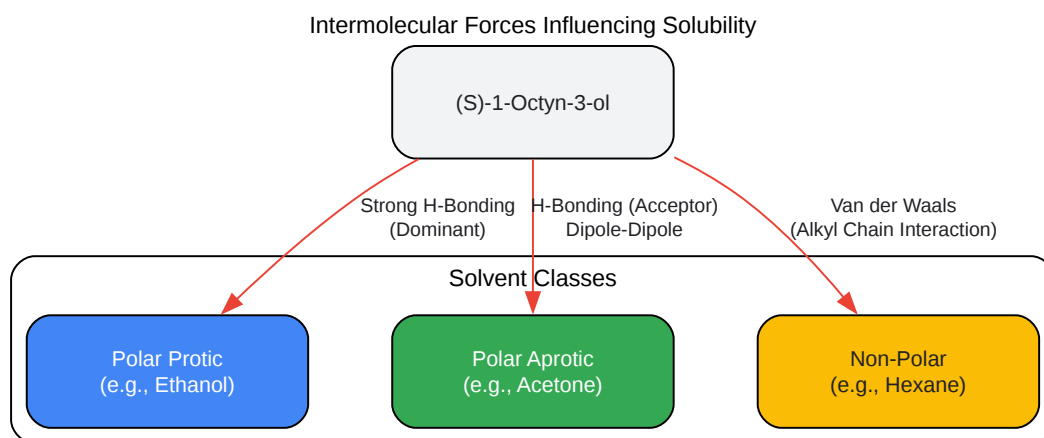 Intermolecular Forces Influencing Solubility
(S)-1-Octyn-3-ol
Strong H-Bonding
(Dominant)
H-Bonding (Acceptor)
Dipole-Dipole
Van der Waals
(Alkyl Chain Interaction)
Solvent Classes
Polar Protic
(e.g., Ethanol)
Polar Aprotic
(e.g., Acetone)
Non-Polar
(e.g., Hexane)